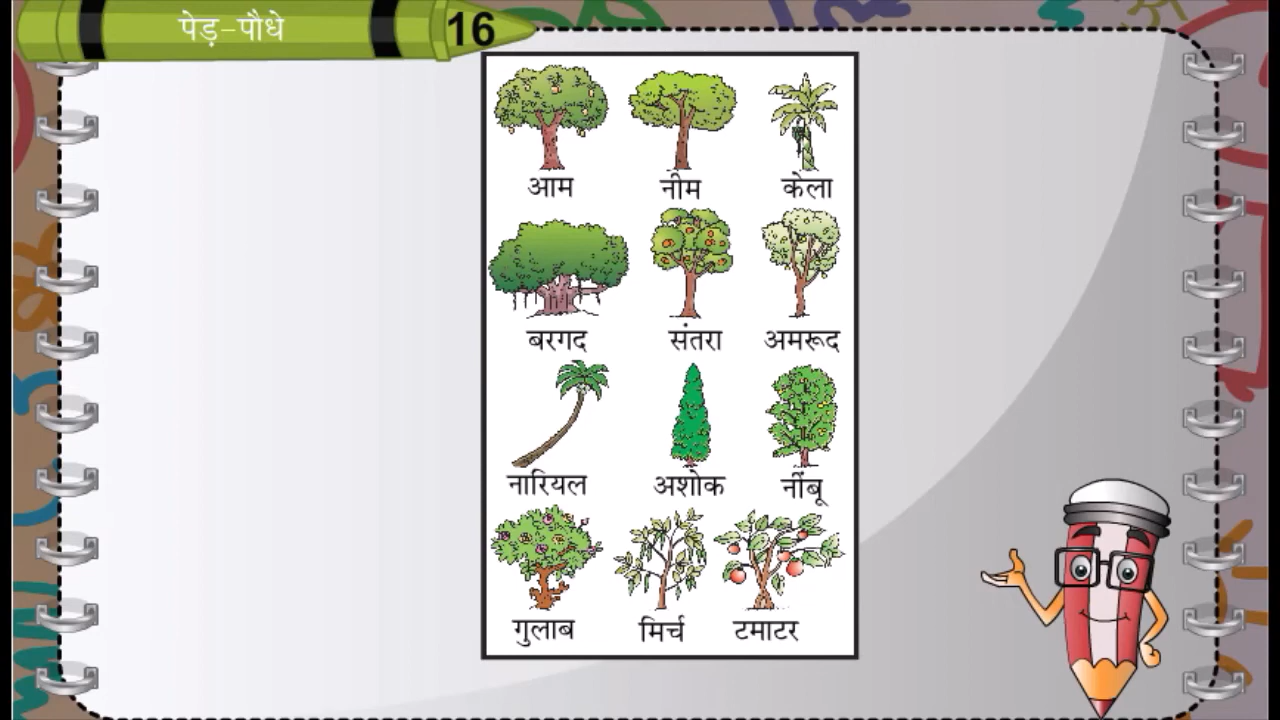 पेड़-पौधे
16
आम नीम केला
बरगद संतरा अमरूद
नारियल अशोक नींबू
गुलाब मिर्च टमाटर